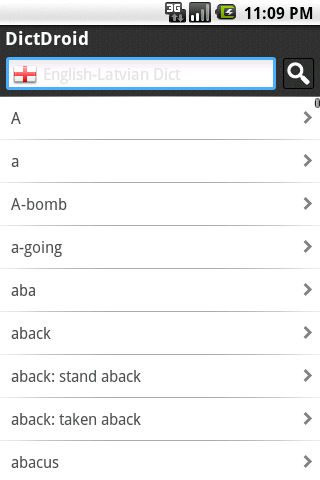 3G
11:09 PM
DictDroid
English-Latvian Dict
A
a
A-bomb
a-going
aba
aback
aback: stand aback
aback: taken aback
abacus